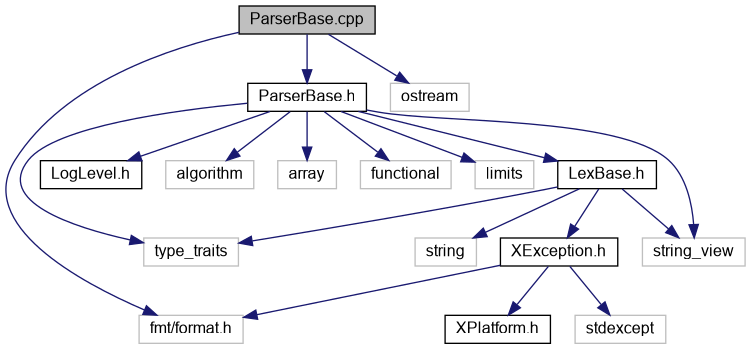 ParserBase.cpp
ParserBase.h
ostream
LogLevel.h
algorithm
array
functional
limits
LexBase.h
type_traits
string
XException.h
string_view
fmt/format.h
XPlatform.h
stdexcept